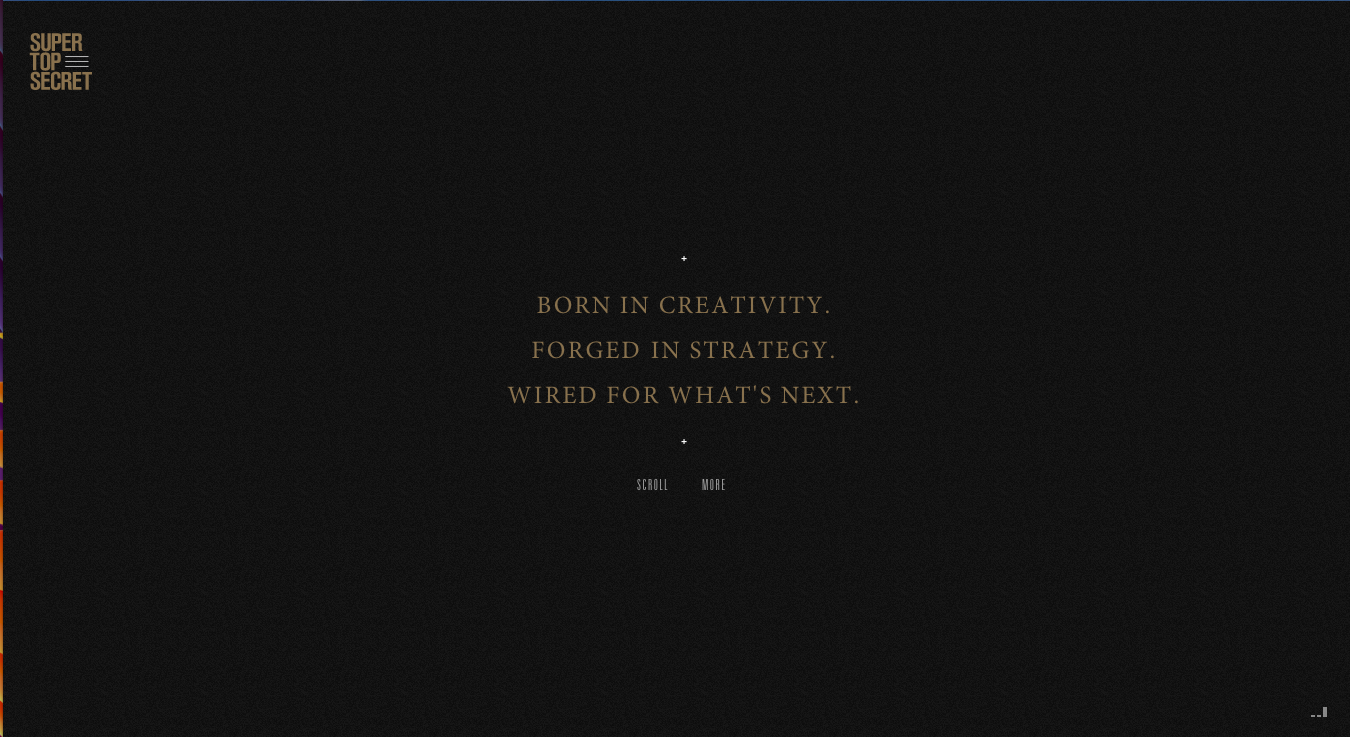 SUPER
TOP
SECRET
BORN IN CREATIVITY.
FORGED IN STRATEGY.
WIRED FOR WHAT'S NEXT.
SCROLL MORE